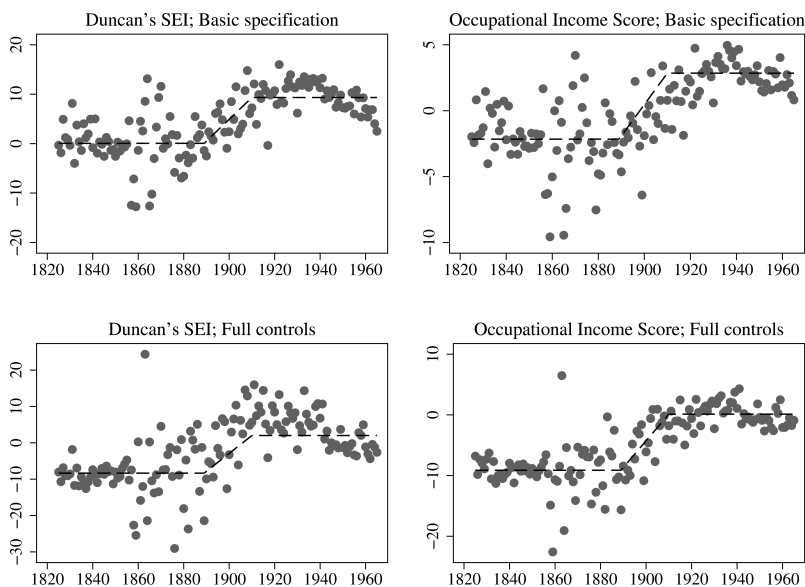 Duncan's SEI; Basic specification
20
10
0
−10
−20
1820 1840 1860 1880 1900 1920 1940 1960
Occupational Income Score; Basic specification
5
0
−5
−10
1820 1840 1860 1880 1900 1920 1940 1960
Duncan's SEI; Full controls
20
10
0
−10
−20
−30
1820 1840 1860 1880 1900 1920 1940 1960
Occupational Income Score; Full controls
10
0
−10
−20
1820 1840 1860 1880 1900 1920 1940 1960